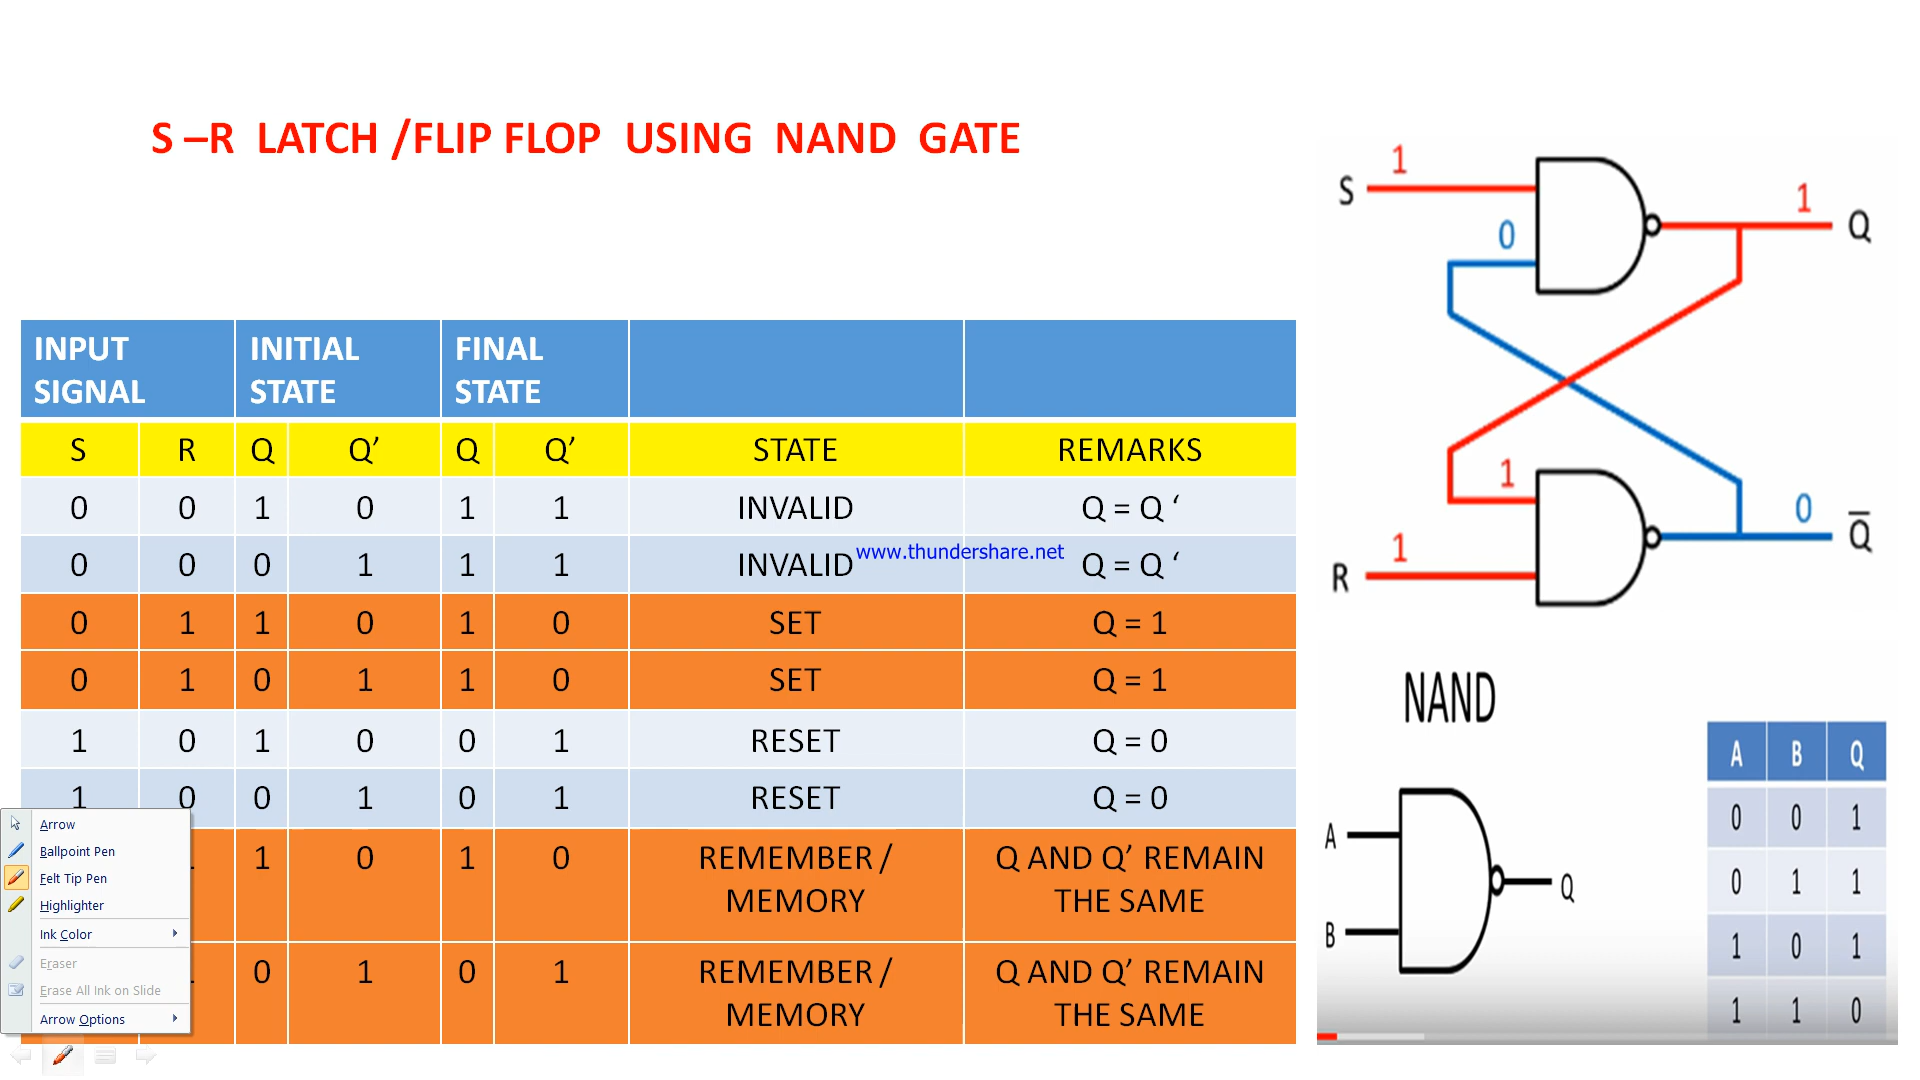 S –R LATCH /FLIP FLOP USING NAND GATE
INPUT SIGNAL INITIAL STATE FINAL STATE
S R Q Q’ Q Q’ STATE REMARKS
0 0 1 0 1 1 INVALID Q = Q ‘
0 0 0 1 1 1 INVALID Q = Q ‘
www.thundershare.net
0 1 1 0 1 0 SET Q = 1
0 1 0 1 1 0 SET Q = 1
1 0 1 0 0 1 RESET Q = 0
1 0 0 1 0 1 RESET Q = 0
1 0 1 0 REMEMBER / MEMORY Q AND Q’ REMAIN THE SAME
0 1 0 1 REMEMBER / MEMORY Q AND Q’ REMAIN THE SAME
Arrow
Ballpoint Pen
Felt Tip Pen
Highlighter
Ink Color
Eraser
Erase All Ink on Slide
Arrow Options
S 1 1 Q
0
1
R 1 0 Q̅
NAND
A
B
Q
A B Q
0 0 1
0 1 1
1 0 1
1 1 0